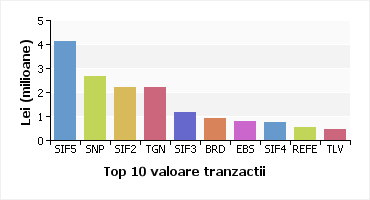 5
4
3
2
1
0
Lei (milioane)
SIF5 SNP SIF2 TGN SIF3 BRD EBS SIF4 REFE TLV
Top 10 valoare tranzactii